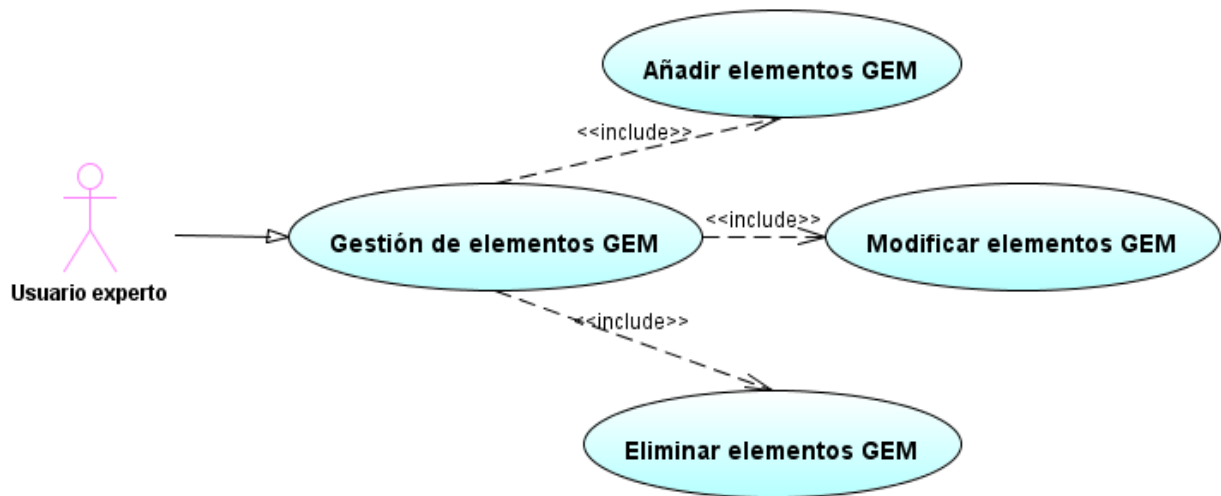 Añadir elementos GEM
<<include>>
Usuario experto
Gestión de elementos GEM
<<include>>
Modificar elementos GEM
<<include>>
Eliminar elementos GEM